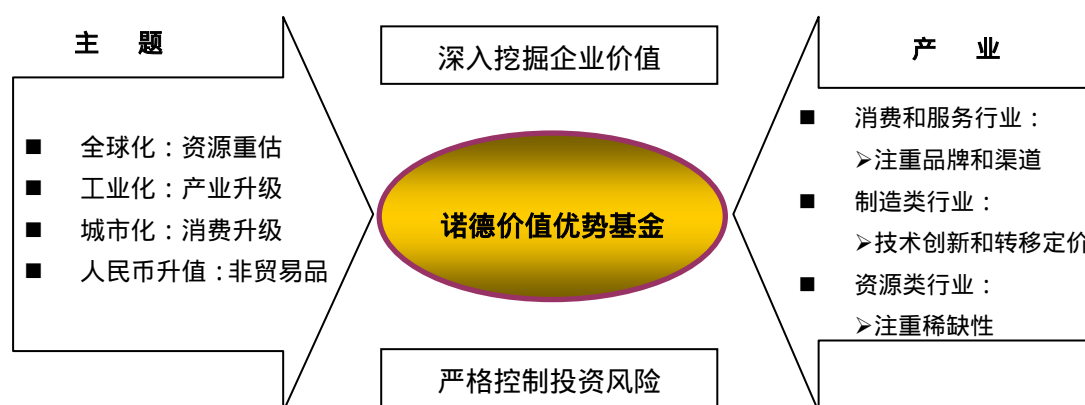 主 题
■ 全球化：资源重估
■ 工业化：产业升级
■ 城市化：消费升级
■ 人民币升值：非贸易品
深入挖掘企业价值
诺德价值优势基金
严格控制投资风险
产 业
■ 消费和服务行业：
➢注重品牌和渠道
■ 制造类行业：
➢技术创新和转移定价
■ 资源类行业：
➢注重稀缺性